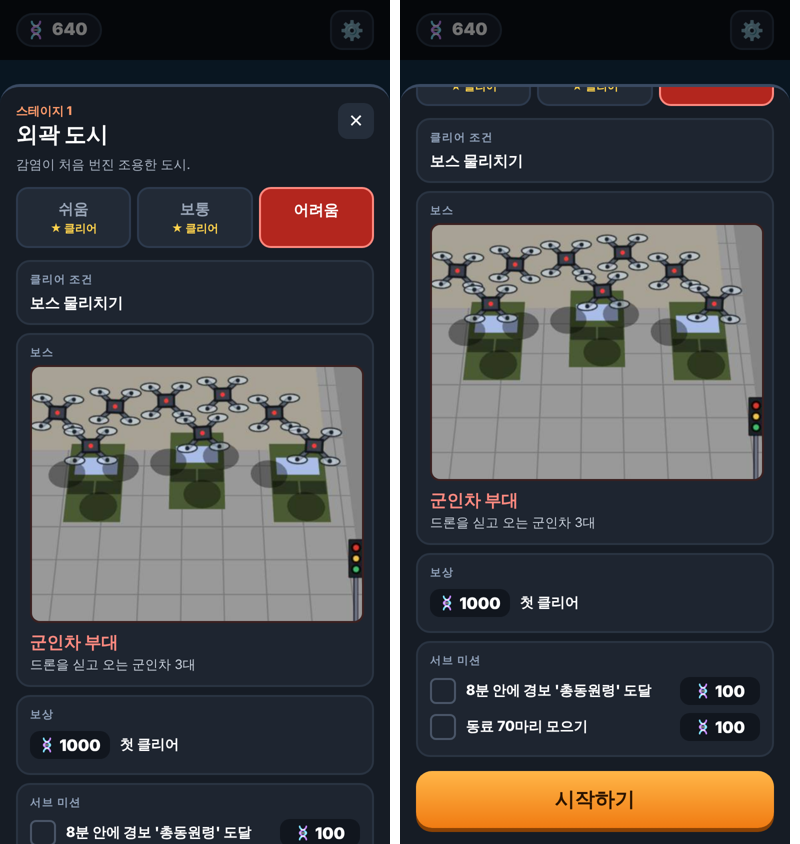 640
스테이지 1
외곽 도시
감염이 처음 번진 조용한 도시.
쉬움
★ 클리어
보통
★ 클리어
어려움
클리어 조건
보스 물리치기
보스
군인차 부대
드론을 싣고 오는 군인차 3대
보상
1000 첫 클리어
서브 미션
8분 안에 경보 '총동원령' 도달 100
640
★ 클리어
★ 클리어
클리어 조건
보스 물리치기
보스
군인차 부대
드론을 싣고 오는 군인차 3대
보상
1000 첫 클리어
서브 미션
8분 안에 경보 '총동원령' 도달 100
동료 70마리 모으기 100
시작하기